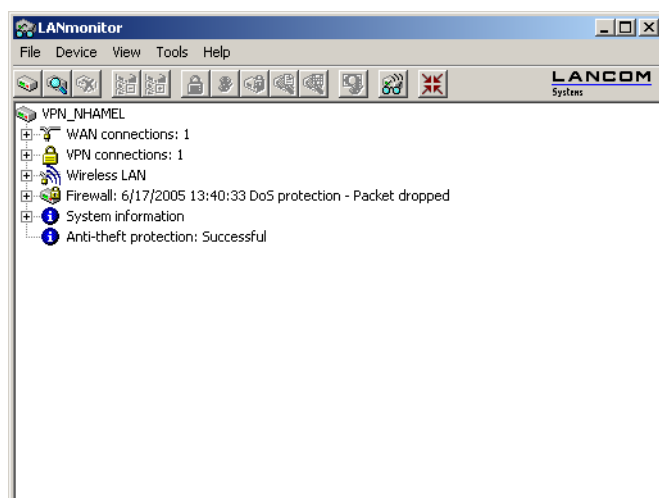 LANmonitor
File Device View Tools Help
LANCOM
Systems
VPN_NHAMEL
WAN connections: 1
VPN connections: 1
Wireless LAN
Firewall: 6/17/2005 13:40:33 DoS protection - Packet dropped
System information
Anti-theft protection: Successful